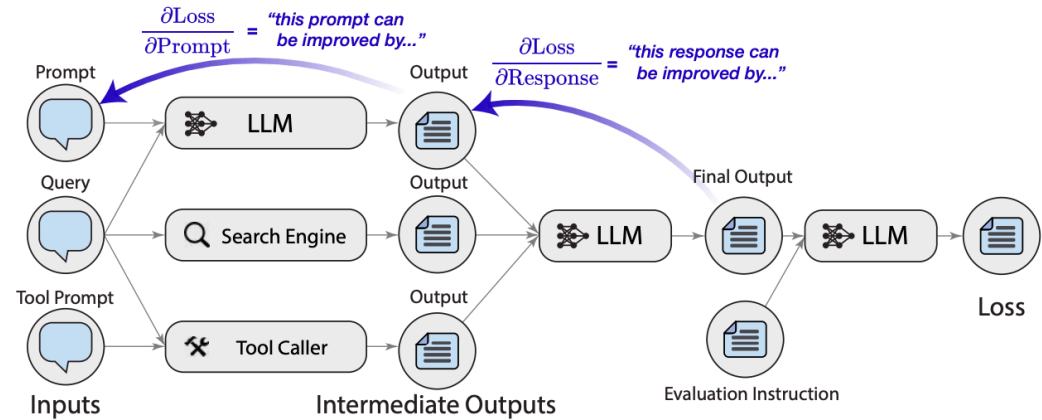 ∂Loss
∂Prompt
=
“this prompt can
be improved by...”
∂Loss
∂Response
=
“this response can
be improved by...”
Prompt
Output
LLM
Query
Output
Final Output
Search Engine
LLM
LLM
Tool Prompt
Output
Loss
Tool Caller
Evaluation Instruction
Inputs
Intermediate Outputs